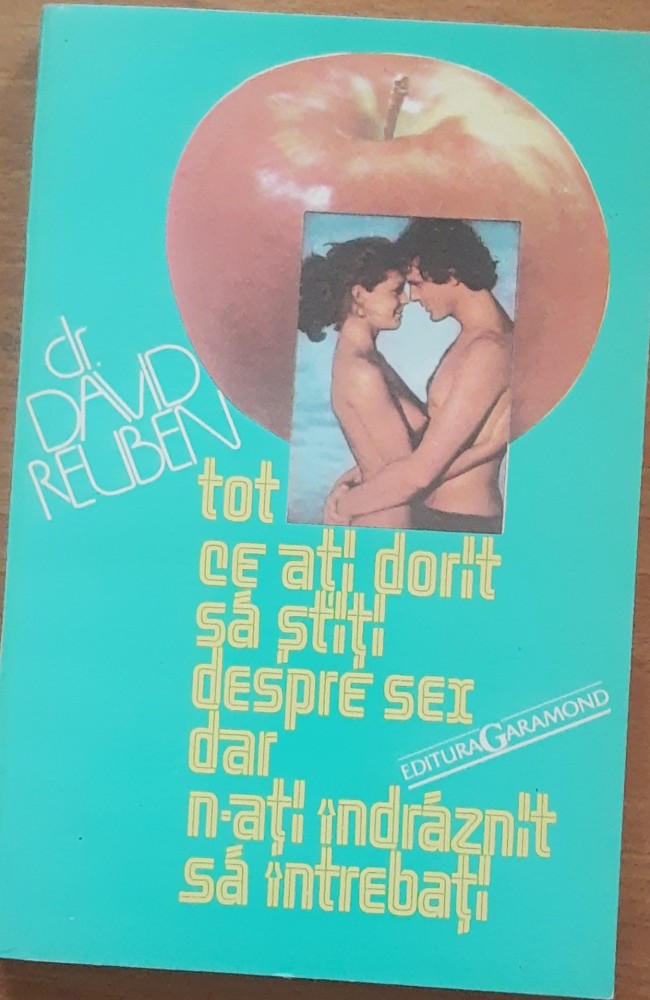 dr.
DAVID
REUBEN
tot
ce ați dorit
să știți
despre sex
dar
n-ați îndrăznit
să întrebați
EDITURA GARAMOND